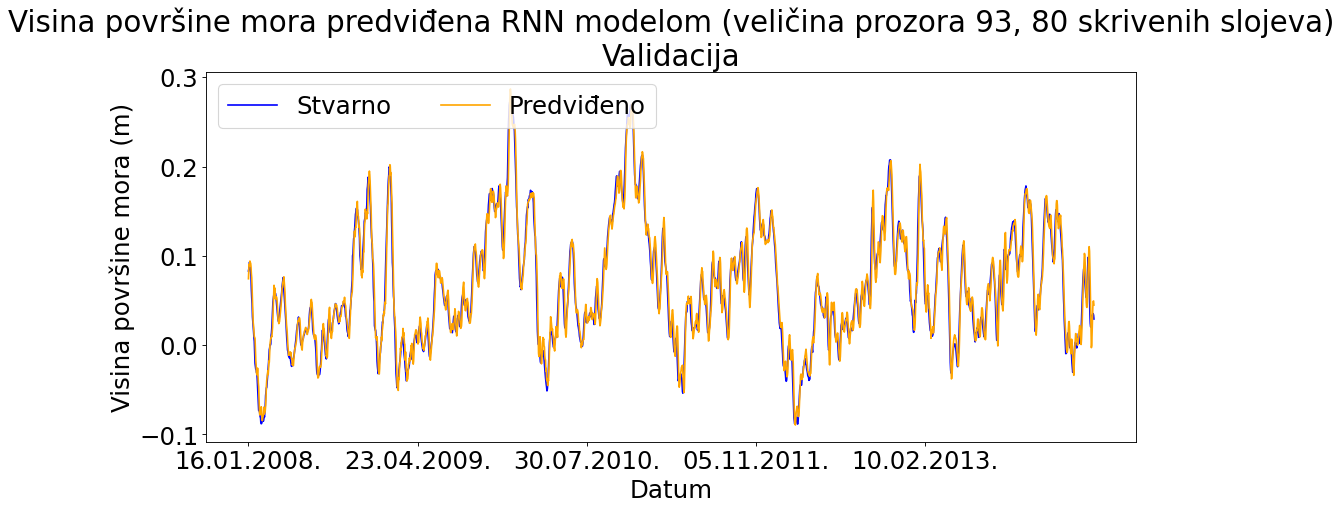 Visina površine mora predviđena RNN modelom (veličina prozora 93, 80 skrivenih slojeva)
Validacija
Stvarno Predviđeno
Visina površine mora (m)
0.3
0.2
0.1
0.0
−0.1
16.01.2008. 23.04.2009. 30.07.2010. 05.11.2011. 10.02.2013.
Datum